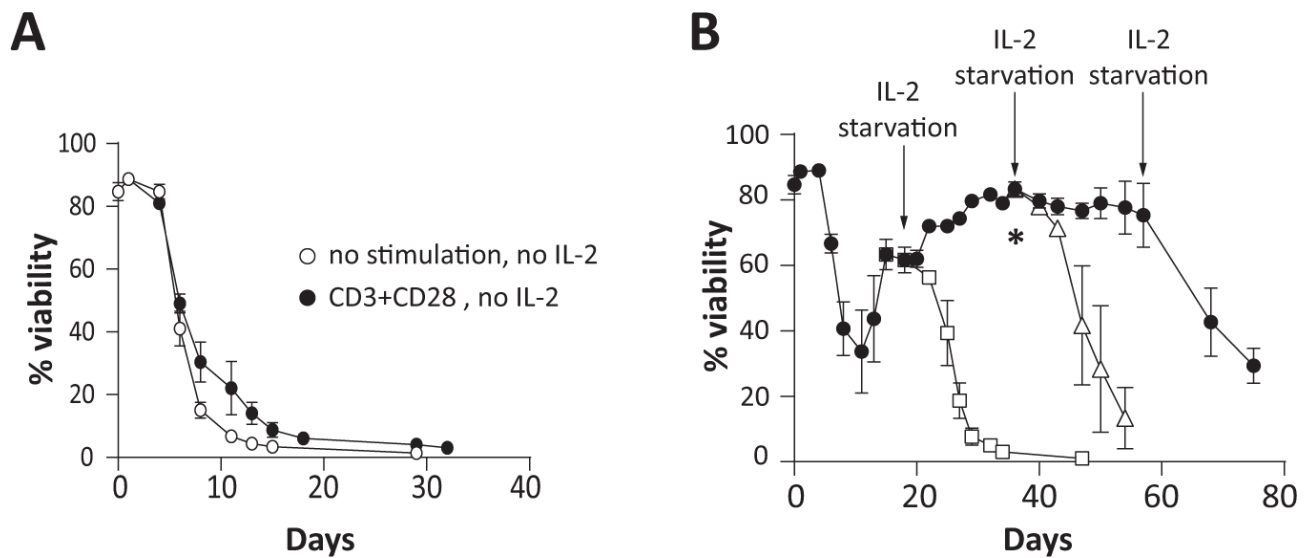 A
% viability
100
80
60
40
20
0
0 10 20 30 40
Days
no stimulation, no IL-2
CD3+CD28 , no IL-2
B
IL-2
starvation
IL-2
starvation
IL-2
starvation
% viability
100
80
60
40
20
0
*
0 20 40 60 80
Days